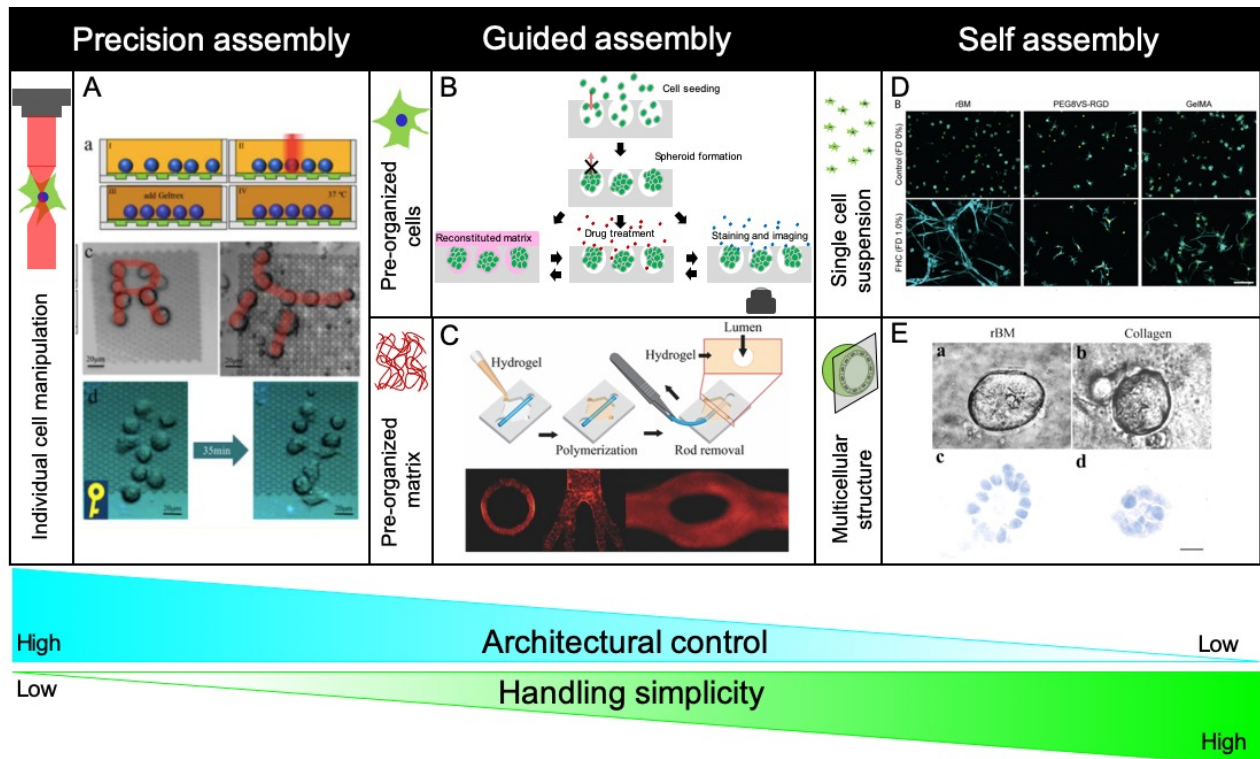 Precision assembly
Guided assembly
Self assembly
Individual cell manipulation
A
a
I
II
III
add Geltrex
IV
37 °C
c
20μm
20μm
d
35min
20μm
20μm
Pre-organized
cells
B
Cell seeding
Spheroid formation
Reconstituted matrix
Drug treatment
Staining and imaging
Pre-organized
matrix
C
Hydrogel
Polymerization
Rod removal
Hydrogel
Lumen
Single cell
suspension
D
B
rBM
PEG8VS-RGD
GelMA
Control (FD 0%)
FHC (FD 1.0%)
Multicellular
structure
E
rBM
Collagen
a
b
c
d
High
Architectural control
Low
Low
Handling simplicity
High